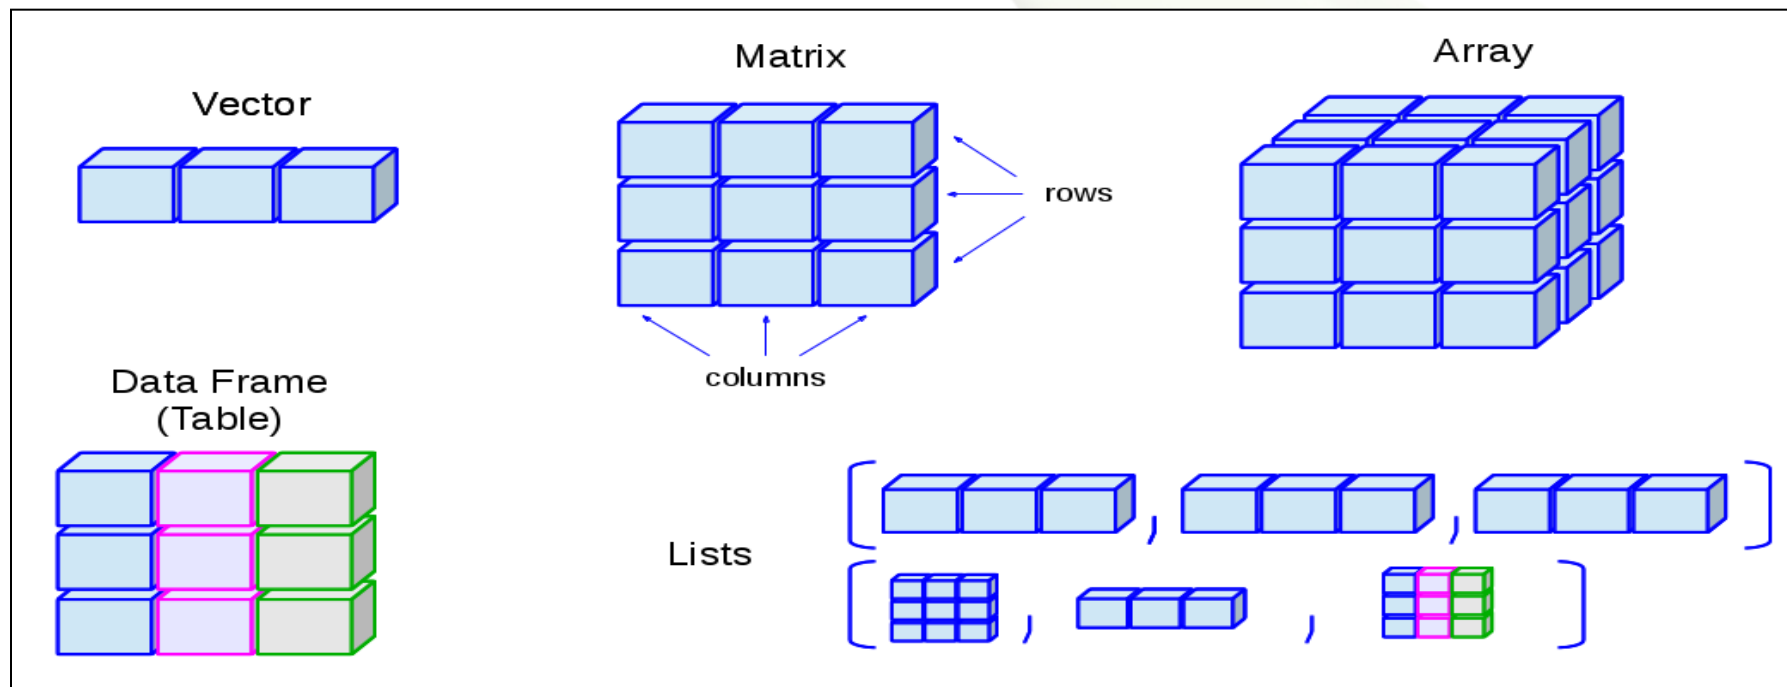 Vector
Matrix
rows
columns
Array
Data Frame
(Table)
Lists
( , , )
( , , )